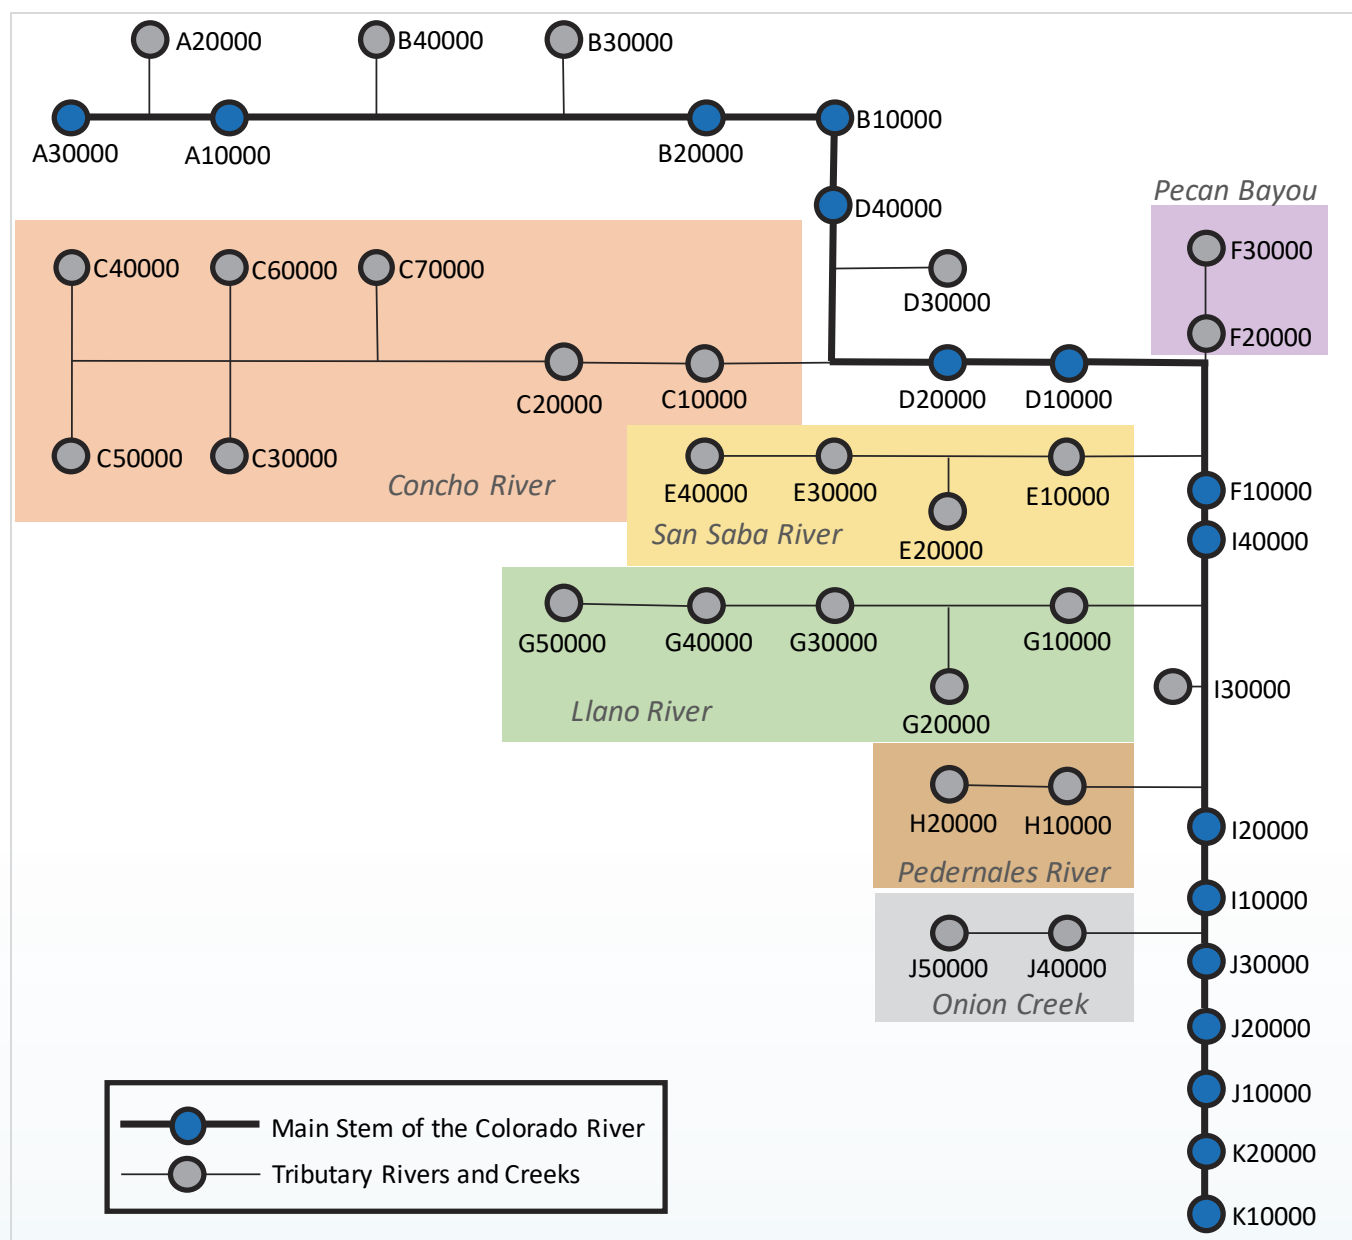 A20000
B40000
B30000
A30000
A10000
B20000
B10000
Pecan Bayou
D40000
F30000
C40000
C60000
C70000
D30000
F20000
C20000
C10000
D20000
D10000
C50000
C30000
Concho River
E40000
E30000
E10000
F10000
San Saba River
E20000
I40000
G50000
G40000
G30000
G10000
Llano River
G20000
I30000
H20000
H10000
I20000
Pedernales River
I10000
J50000
J40000
J30000
Onion Creek
J20000
J10000
Main Stem of the Colorado River
K20000
Tributary Rivers and Creeks
K10000